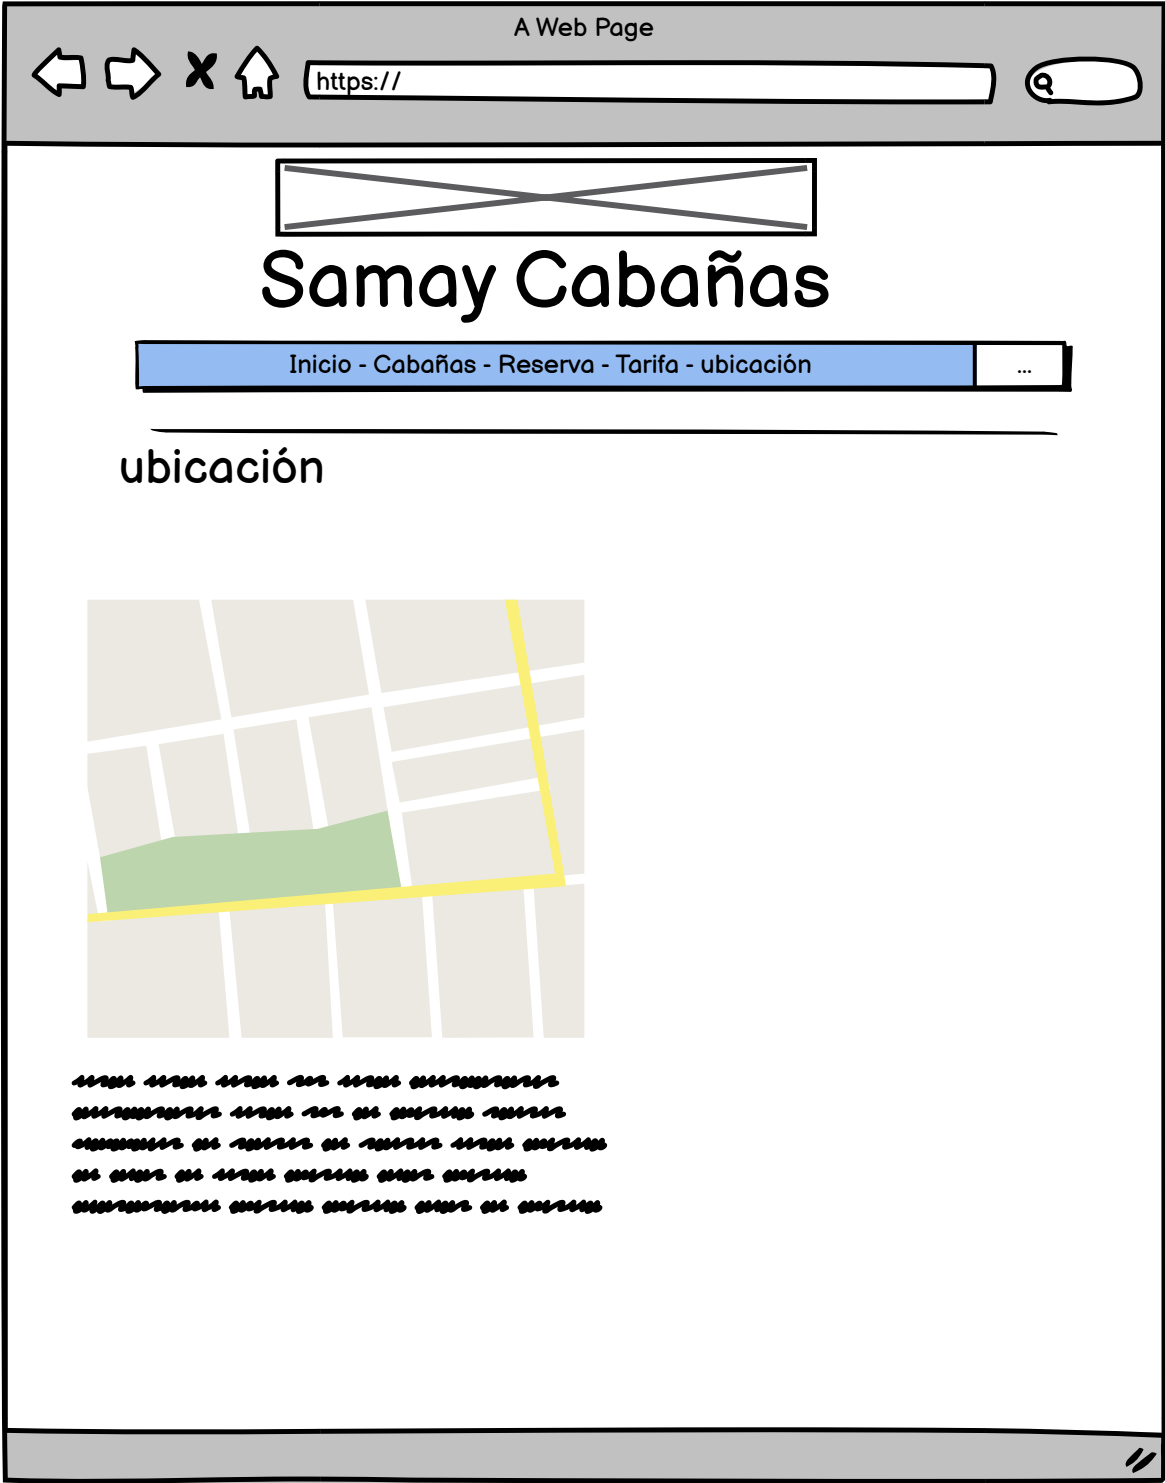 A Web Page
https://
Samay Cabañas
Inicio - Cabañas - Reserva - Tarifa - ubicación
...
ubicación